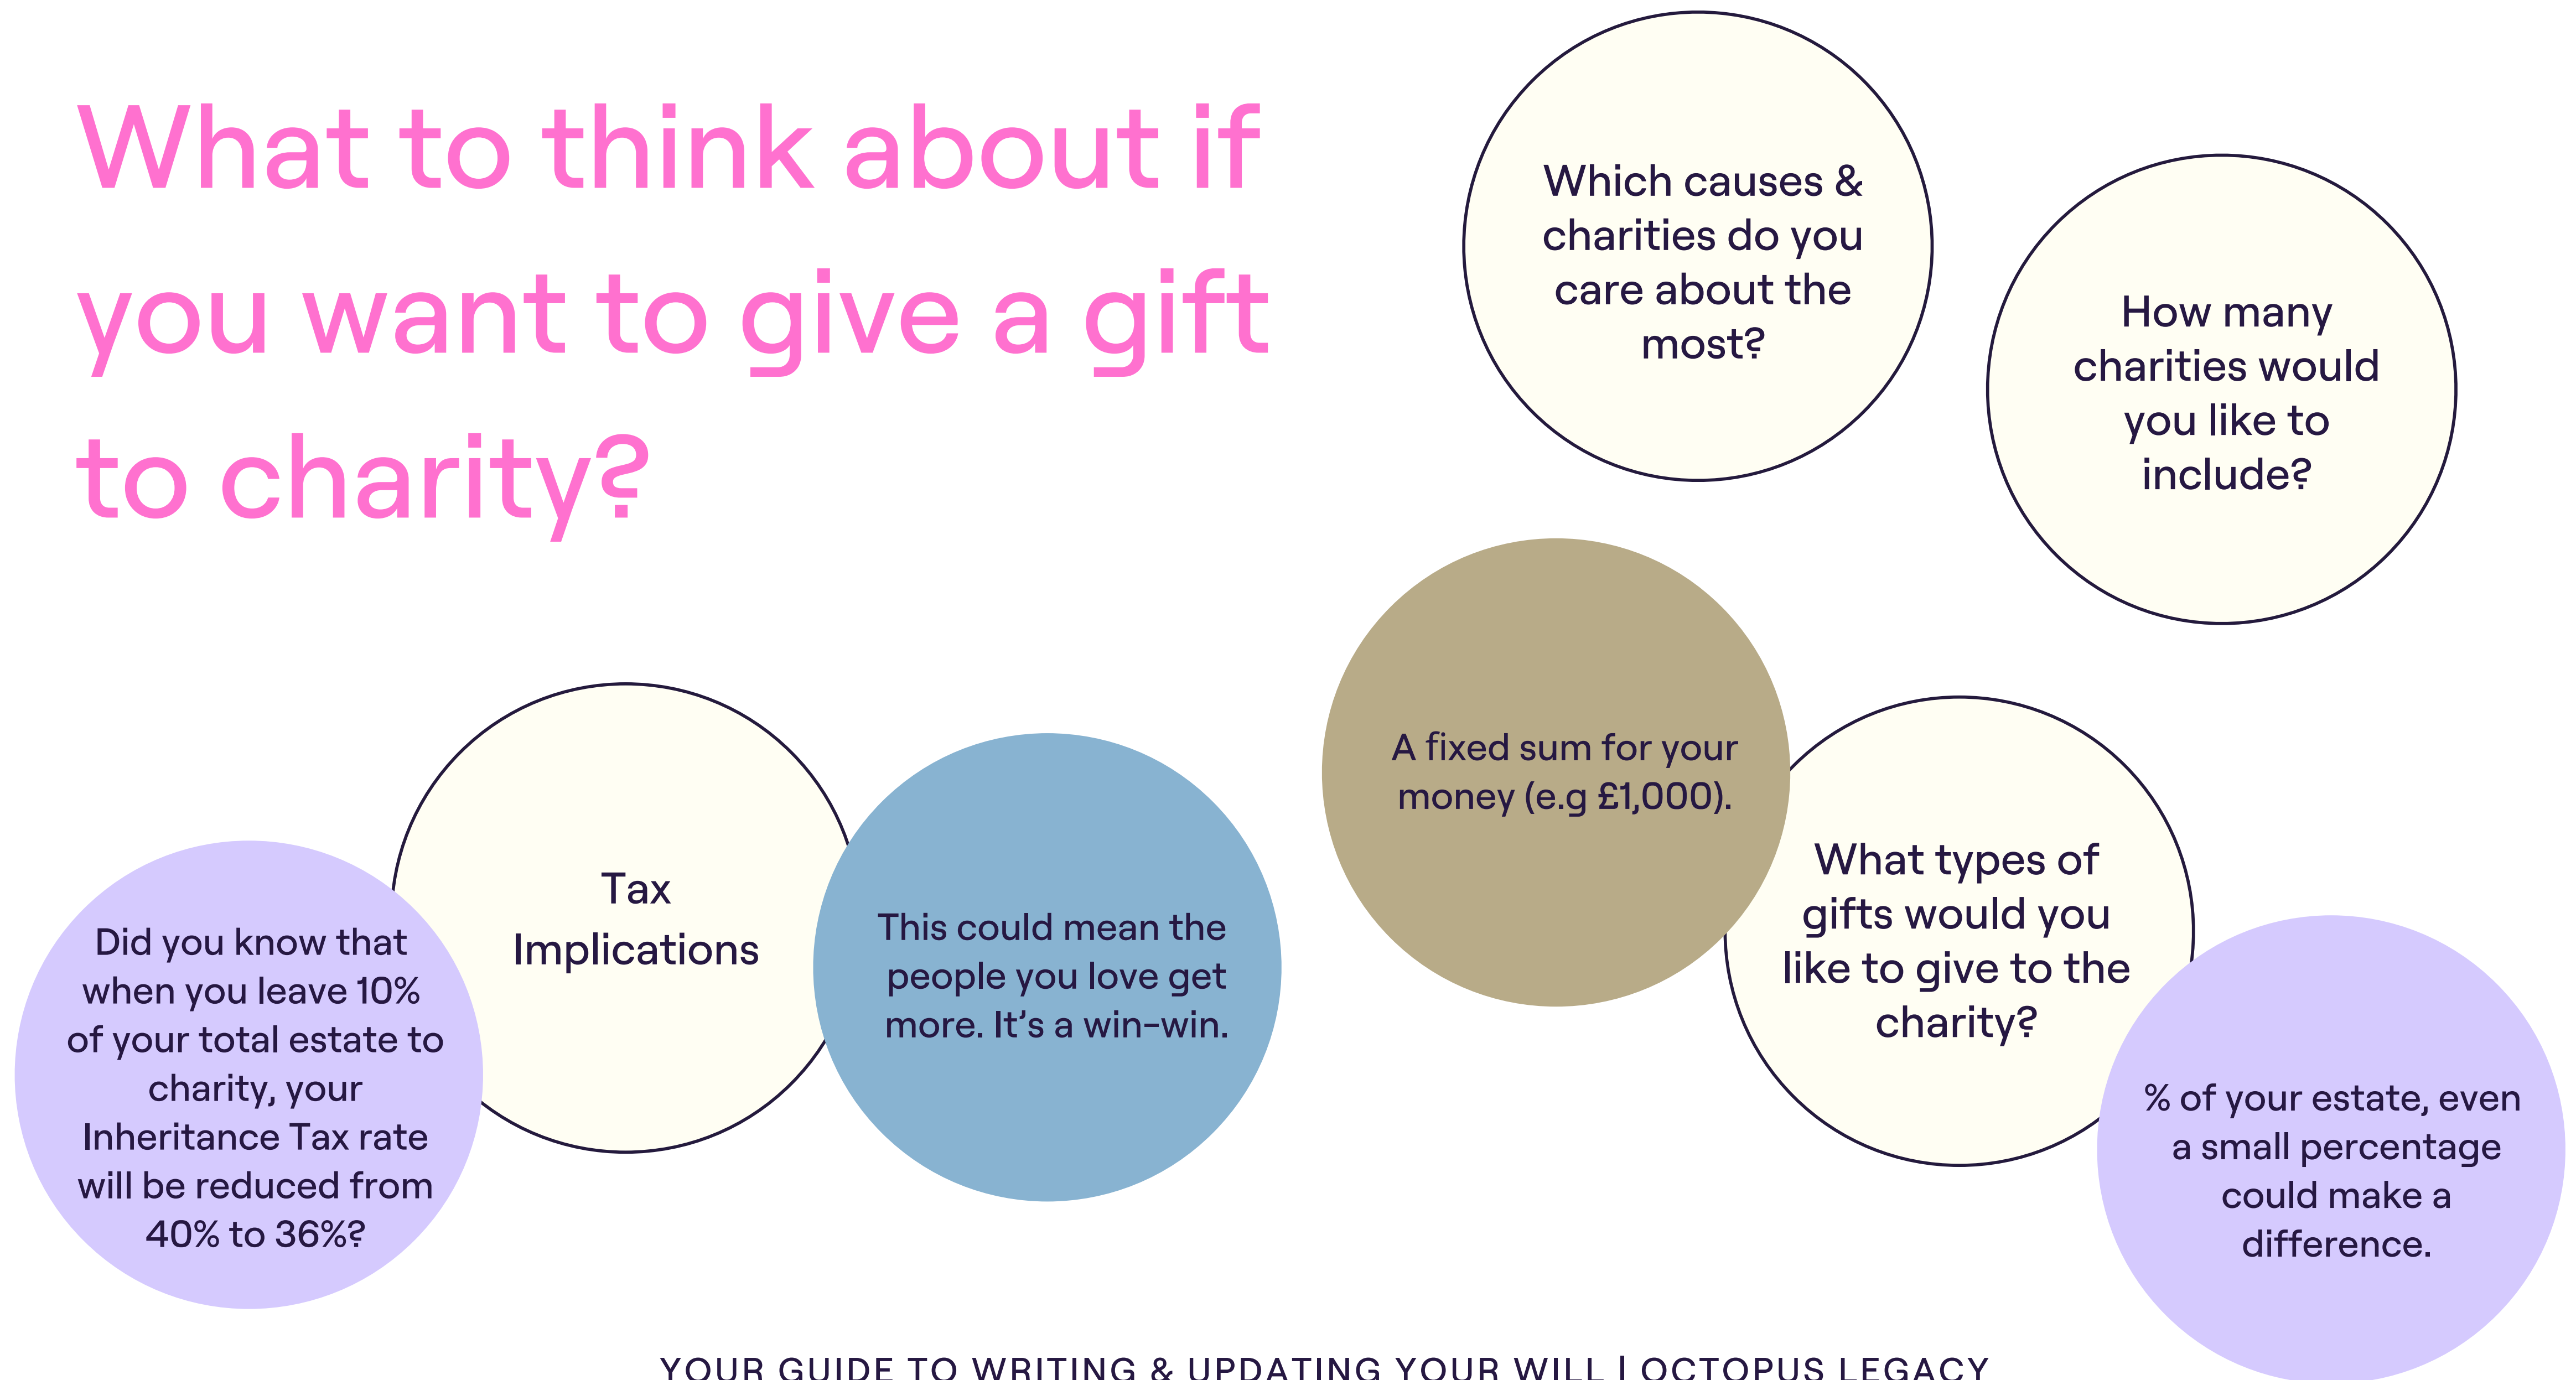 What to think about if
you want to give a gift
to charity?
Which causes &
charities do you
care about the
most?
How many
charities would
you like to
include?
Did you know that
when you leave 10%
of your total estate to
charity, your
Inheritance Tax rate
will be reduced from
40% to 36%?
Tax
Implications
This could mean the
people you love get
more. It’s a win-win.
A fixed sum for your
money (e.g £1,000).
What types of
gifts would you
like to give to the
charity?
% of your estate, even
a small percentage
could make a
difference.
YOUR GUIDE TO WRITING & UPDATING YOUR WILL | OCTOPUS LEGACY